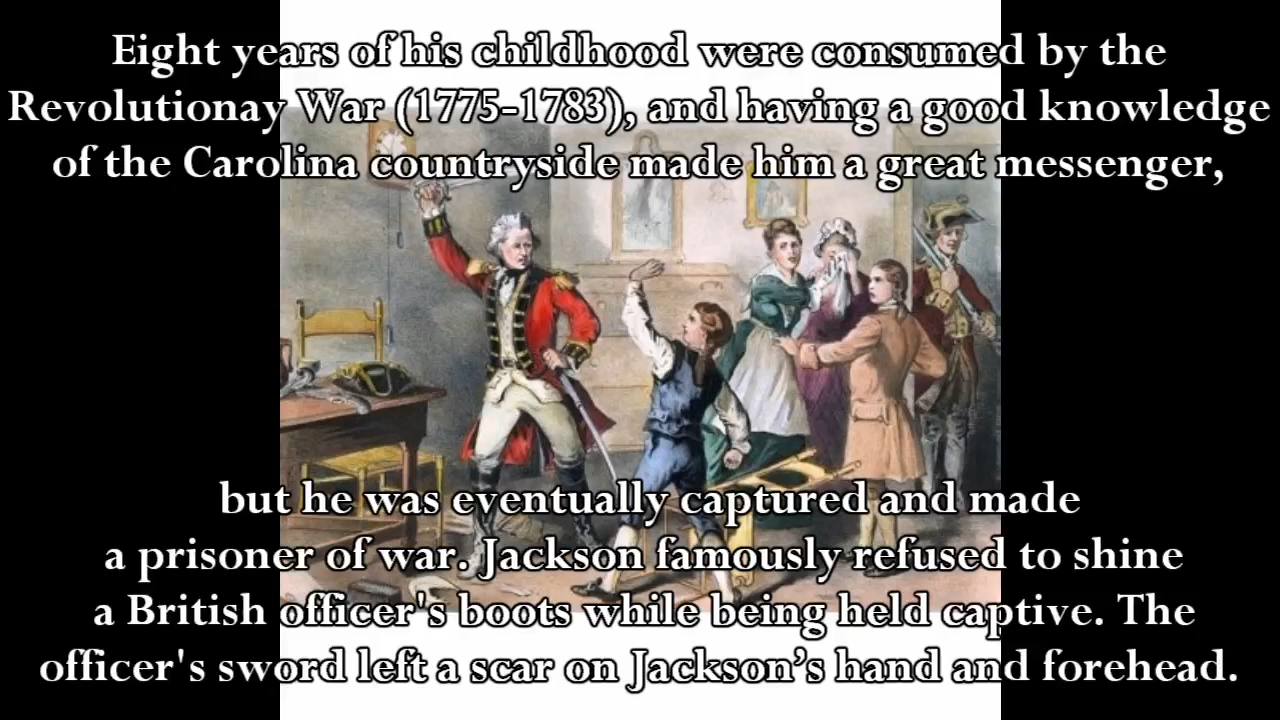 Eight years of his childhood were consumed by the
Revolutionay War (1775-1783), and having a good knowledge
of the Carolina countryside made him a great messenger,
but he was eventually captured and made
a prisoner of war. Jackson famously refused to shine
a British officer's boots while being held captive. The
officer's sword left a scar on Jackson’s hand and forehead.